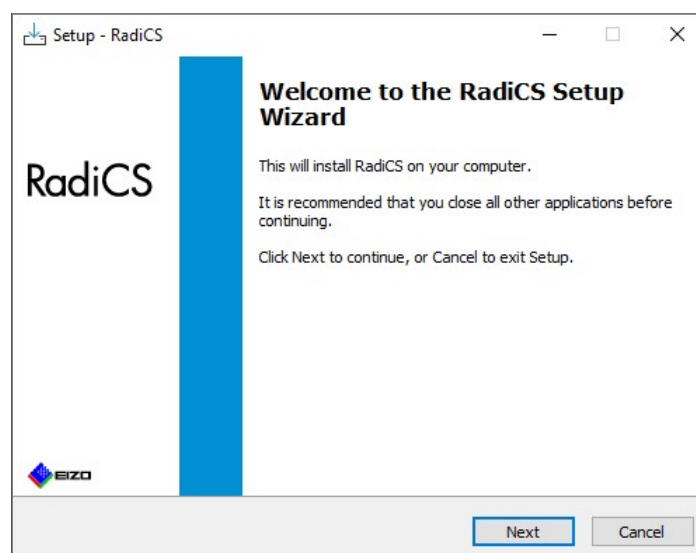 Setup - RadiCS
Welcome to the RadiCS Setup
Wizard
RadiCS
This will install RadiCS on your computer.
It is recommended that you close all other applications before
continuing.
Click Next to continue, or Cancel to exit Setup.
EIZO
Next
Cancel